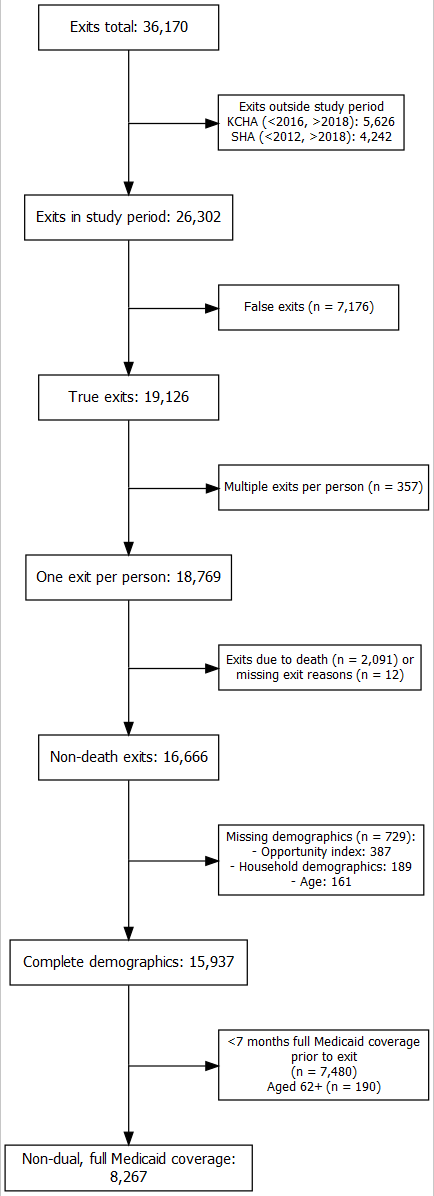 Exits total: 36,170
Exits outside study period
KCHA (<2016, >2018): 5,626
SHA (<2012, >2018): 4,242
Exits in study period: 26,302
False exits (n = 7,176)
True exits: 19,126
Multiple exits per person (n = 357)
One exit per person: 18,769
Exits due to death (n = 2,091) or
missing exit reasons (n = 12)
Non-death exits: 16,666
Missing demographics (n = 729):
- Opportunity index: 387
- Household demographics: 189
- Age: 161
Complete demographics: 15,937
<7 months full Medicaid coverage
prior to exit
(n = 7,480)
Aged 62+ (n = 190)
Non-dual, full Medicaid coverage:
8,267